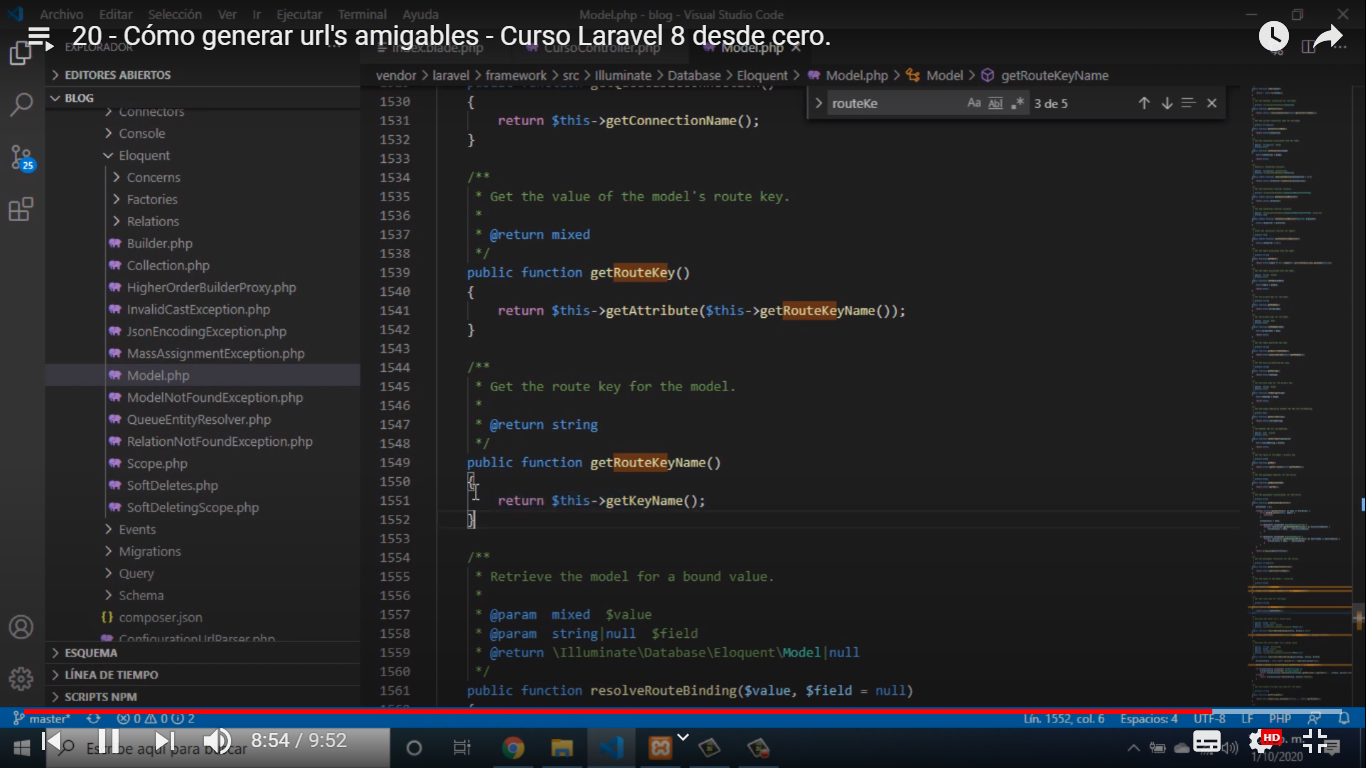 Archivo Editar Selección Ver Ir Ejecutar Terminal Ayuda
Model.php - blog - Visual Studio Code
20 - Cómo generar url's amigables - Curso Laravel 8 desde cero.
EXPLORADOR
index.blade.php
CursoController.php
Model.php
EDITORES ABIERTOS
BLOG
Connectors
Console
Eloquent
Concerns
Factories
Relations
Builder.php
Collection.php
HigherOrderBuilderProxy.php
InvalidCastException.php
JsonEncodingException.php
MassAssignmentException.php
Model.php
ModelNotFoundException.php
QueueEntityResolver.php
RelationNotFoundException.php
Scope.php
SoftDeletes.php
SoftDeletingScope.php
Events
Migrations
Query
Schema
{} composer.json
ConfigurationUrlParser.php
ESQUEMA
LÍNEA DE TIEMPO
SCRIPTS NPM
25
vendor > laravel > framework > src > Illuminate > Database > Eloquent > Model.php > Model > getRouteKeyName
routeKe Aa Abl .* 3 de 5
1530 {
1531 return $this->getConnectionName();
1532 }
1533
1534 /**
1535 * Get the value of the model's route key.
1536 *
1537 * @return mixed
1538 */
1539 public function getRouteKey()
1540 {
1541 return $this->getAttribute($this->getRouteKeyName());
1542 }
1543
1544 /**
1545 * Get the route key for the model.
1546 *
1547 * @return string
1548 */
1549 public function getRouteKeyName()
1550 {
1551 return $this->getKeyName();
1552 }
1553
1554 /**
1555 * Retrieve the model for a bound value.
1556 *
1557 * @param mixed $value
1558 * @param string|null $field
1559 * @return \Illuminate\Database\Eloquent\Model|null
1560 */
1561 public function resolveRouteBinding($value, $field = null)
master* 0 0 2
Lín. 1552, col. 6 Espacios: 4 UTF-8 LF PHP
8:54 / 9:52
Escribe aquí para buscar
HD
1/10/2020